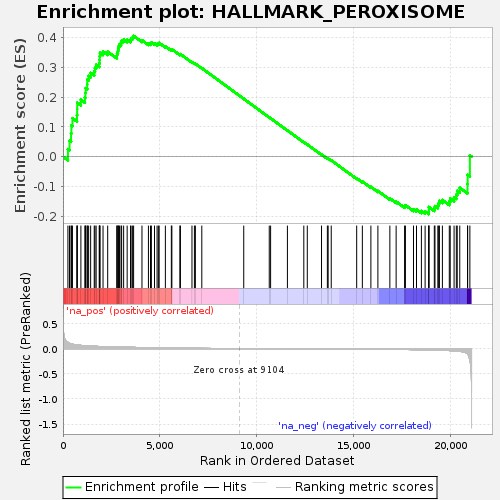 Enrichment plot: HALLMARK_PEROXISOME
Enrichment score (ES)
0.4
0.3
0.2
0.1
0.0
-0.1
-0.2
'na_pos' (positively correlated)
Ranked list metric (PreRanked)
0.5
0.0
-0.5
-1.0
-1.5
Zero cross at 9104
'na_neg' (negatively correlated)
0
5,000
10,000
15,000
20,000
Rank in Ordered Dataset
Enrichment profile
Hits
Ranking metric scores